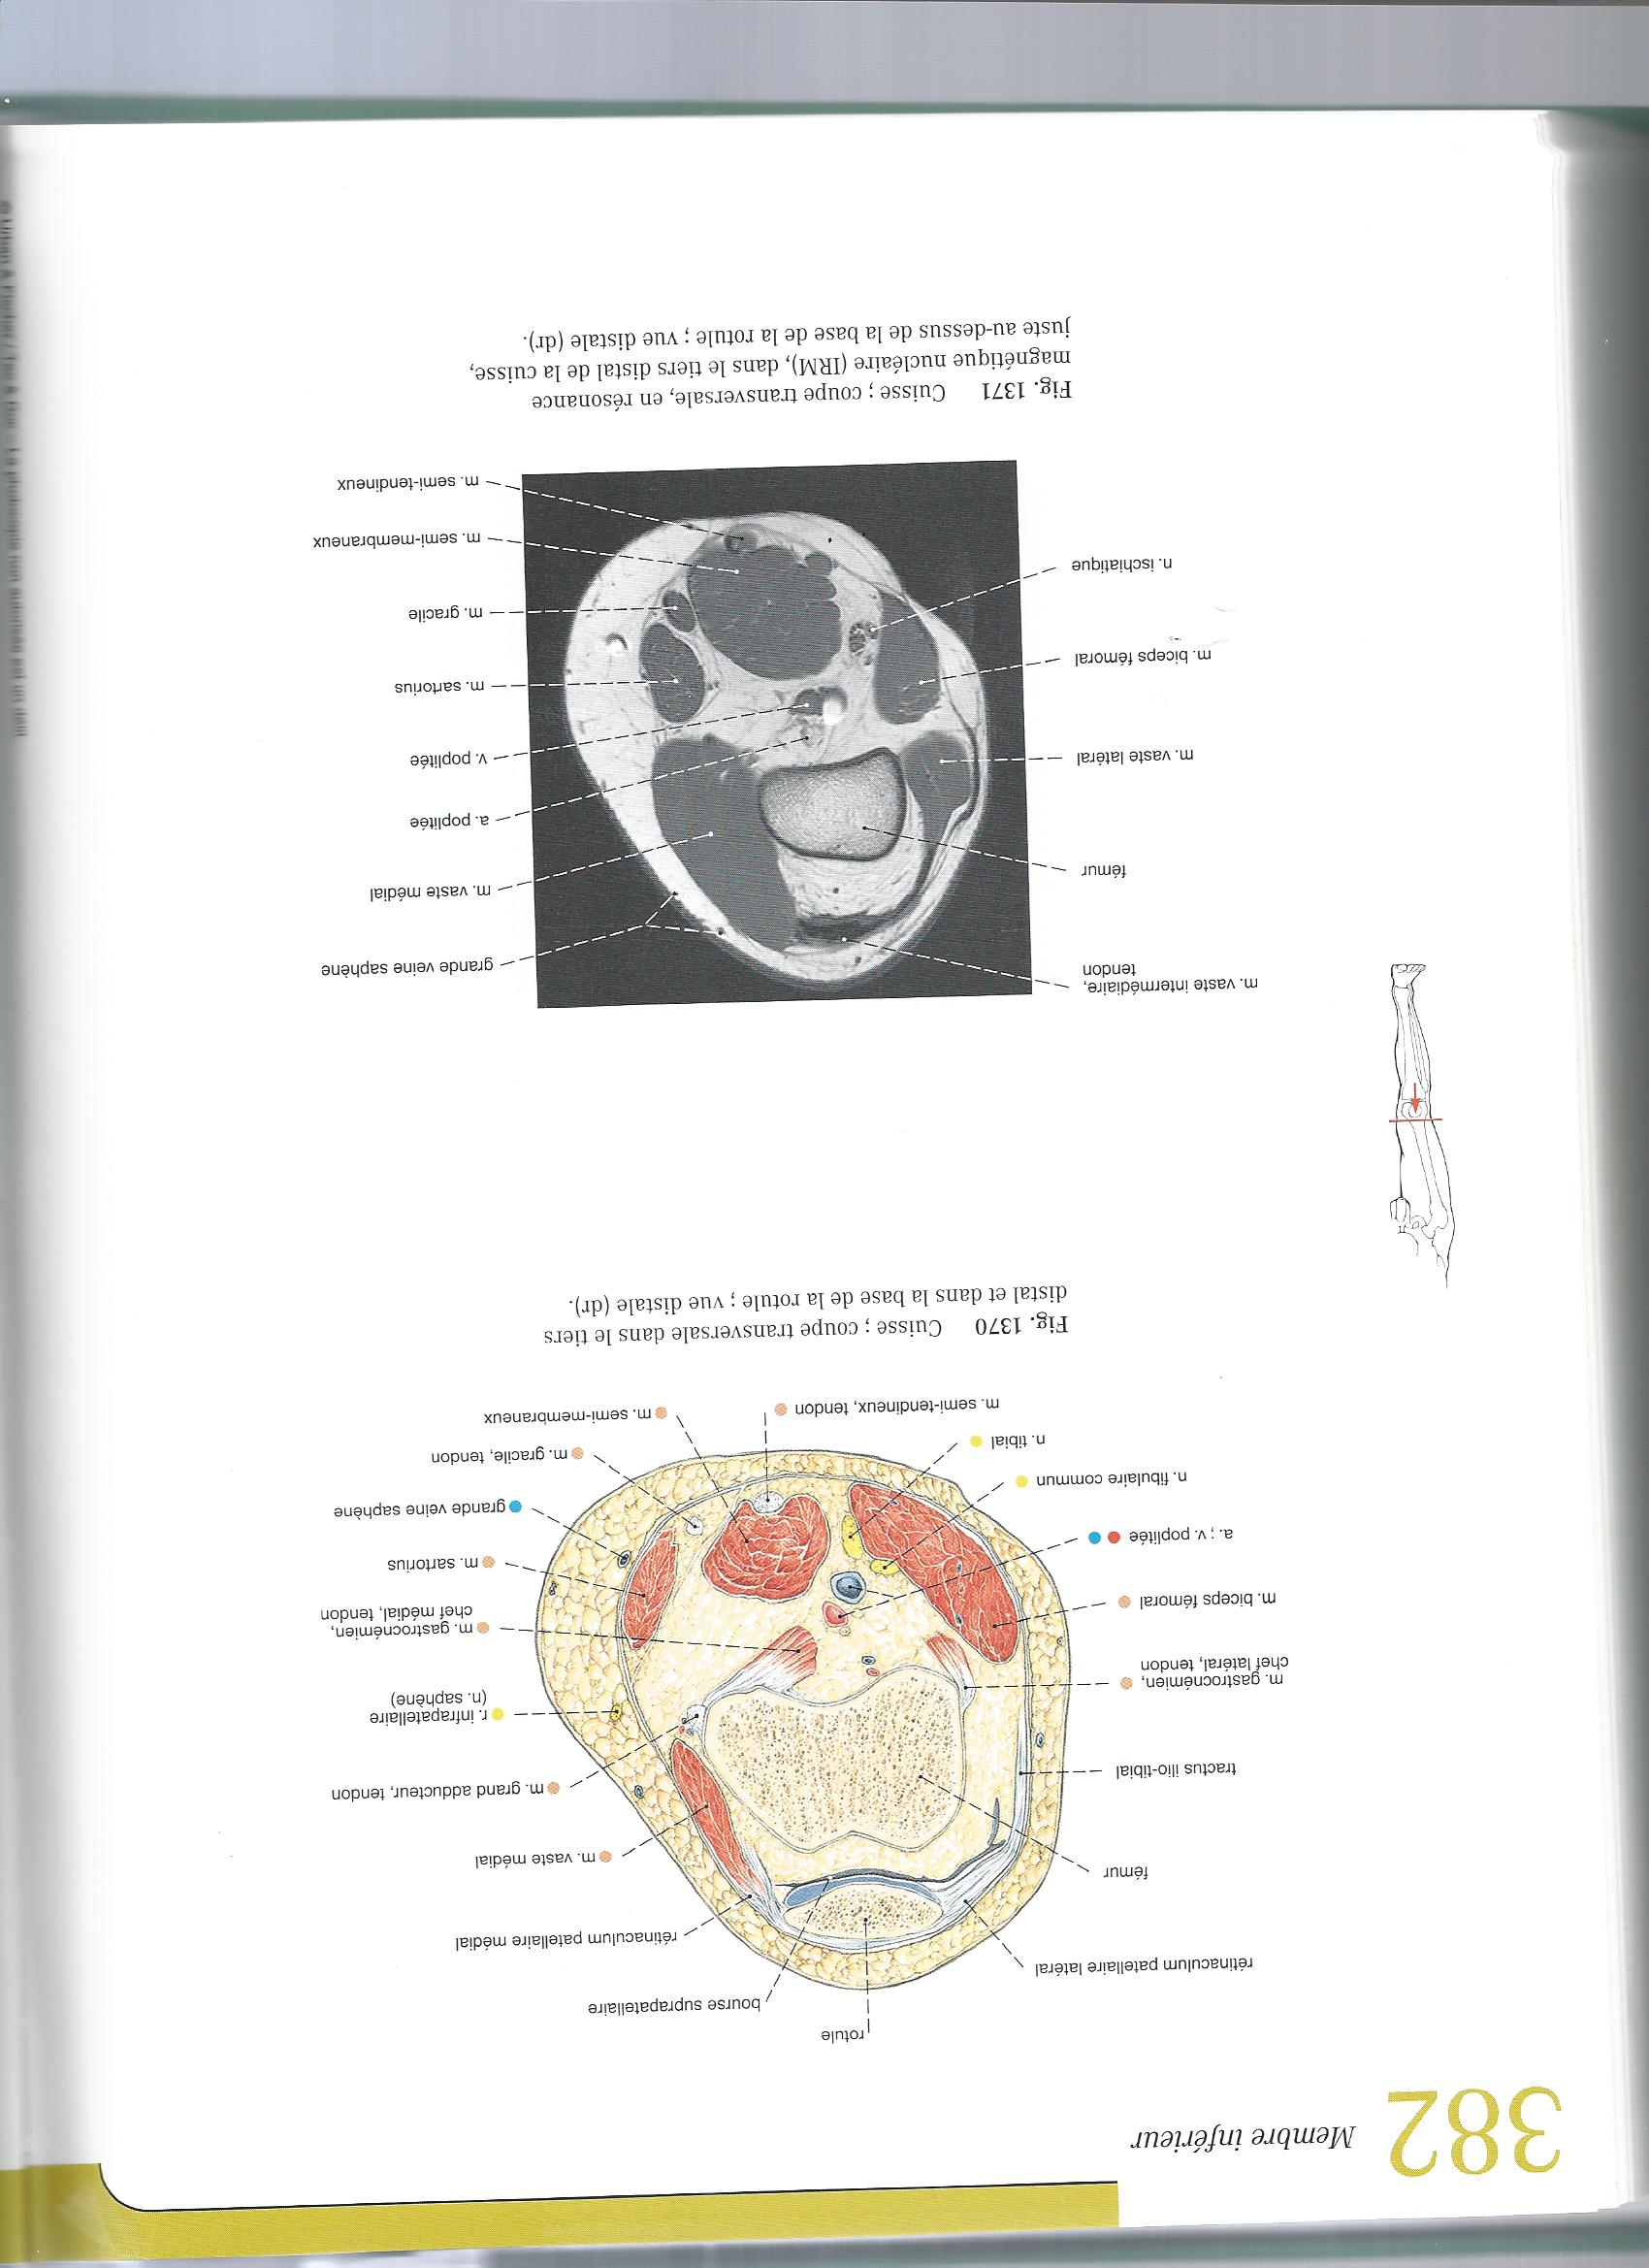 382
Membre inférieur
rotule
bourse suprapatellaire
rétinaculum patellaire latéral
rétinaculum patellaire médial
fémur
m. vaste médial
tractus ilio-tibial
m. grand adducteur, tendon
m. gastrocnémien,
chef latéral, tendon
r. infrapatellaire
(n. saphène)
m. biceps fémoral
m. gastrocnémien,
chef médial, tendon
a. ; v. poplitée
m. sartorius
n. fibulaire commun
grande veine saphène
n. tibial
m. gracile, tendon
m. semi-tendineux, tendon
m. semi-membraneux
Fig. 1370 Cuisse ; coupe transversale dans le tiers
distal et dans la base de la rotule ; vue distale (dr).
m. vaste intermédiaire,
tendon
grande veine saphène
fémur
m. vaste médial
m. vaste latéral
a. poplitée
v. poplitée
m. biceps fémoral
m. sartorius
n. ischiatique
m. gracile
m. semi-membraneux
m. semi-tendineux
Fig. 1371 Cuisse ; coupe transversale, en résonance
magnétique nucléaire (IRM), dans le tiers distal de la cuisse,
juste au-dessus de la base de la rotule ; vue distale (dr).